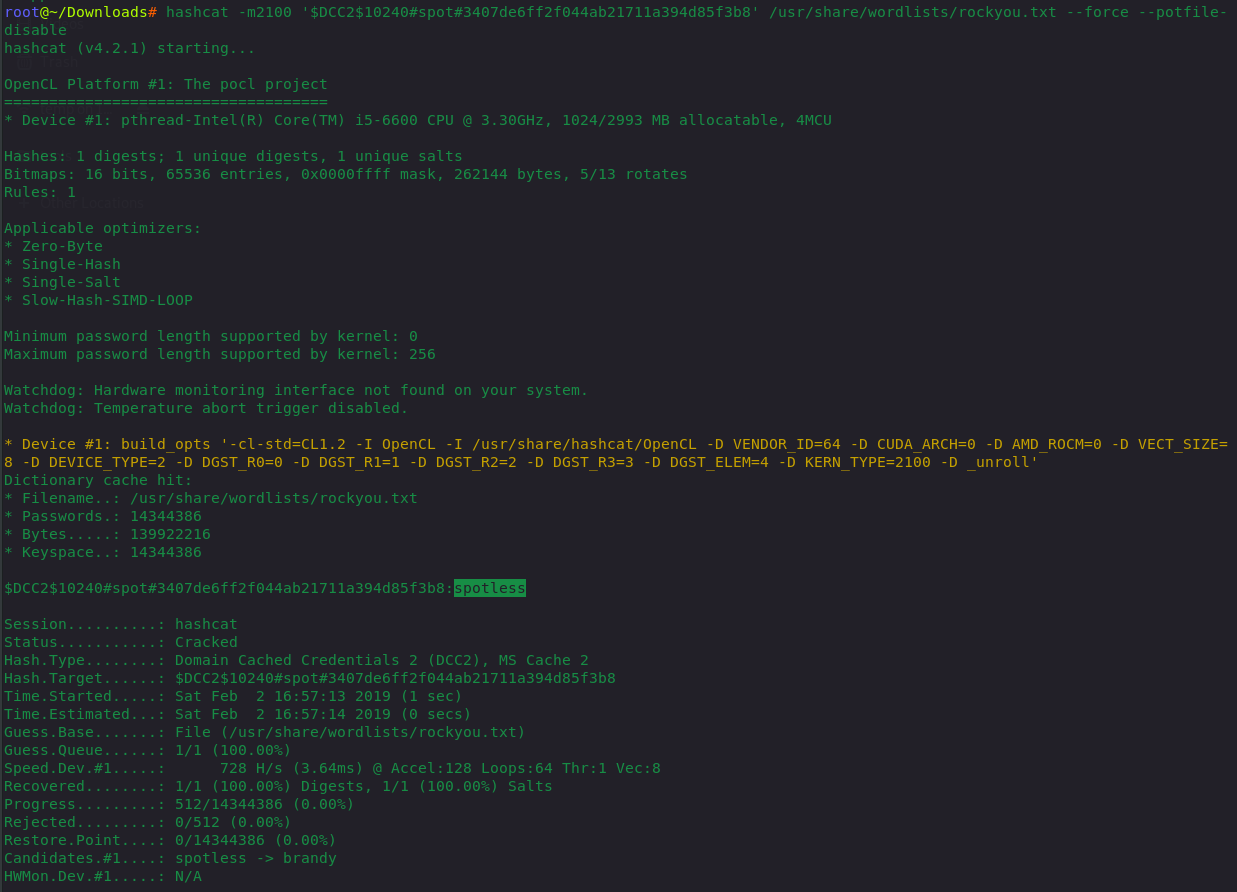 root@~/Downloads# hashcat -m2100 '$DCC2$10240#spot#3407de6ff2f044ab21711a394d85f3b8' /usr/share/wordlists/rockyou.txt --force --potfile-
disable
hashcat (v4.2.1) starting...
OpenCL Platform #1: The pocl project
====================================
* Device #1: pthread-Intel(R) Core(TM) i5-6600 CPU @ 3.30GHz, 1024/2993 MB allocatable, 4MCU
Hashes: 1 digests; 1 unique digests, 1 unique salts
Bitmaps: 16 bits, 65536 entries, 0x0000ffff mask, 262144 bytes, 5/13 rotates
Rules: 1
Applicable optimizers:
* Zero-Byte
* Single-Hash
* Single-Salt
* Slow-Hash-SIMD-LOOP
Minimum password length supported by kernel: 0
Maximum password length supported by kernel: 256
Watchdog: Hardware monitoring interface not found on your system.
Watchdog: Temperature abort trigger disabled.
* Device #1: build_opts '-cl-std=CL1.2 -I OpenCL -I /usr/share/hashcat/OpenCL -D VENDOR_ID=64 -D CUDA_ARCH=0 -D AMD_ROCM=0 -D VECT_SIZE=
8 -D DEVICE_TYPE=2 -D DGST_R0=0 -D DGST_R1=1 -D DGST_R2=2 -D DGST_R3=3 -D DGST_ELEM=4 -D KERN_TYPE=2100 -D _unroll'
Dictionary cache hit:
* Filename..: /usr/share/wordlists/rockyou.txt
* Passwords.: 14344386
* Bytes.....: 139922216
* Keyspace..: 14344386
$DCC2$10240#spot#3407de6ff2f044ab21711a394d85f3b8:spotless
Session..........: hashcat
Status...........: Cracked
Hash.Type........: Domain Cached Credentials 2 (DCC2), MS Cache 2
Hash.Target......: $DCC2$10240#spot#3407de6ff2f044ab21711a394d85f3b8
Time.Started.....: Sat Feb  2 16:57:13 2019 (1 sec)
Time.Estimated...: Sat Feb  2 16:57:14 2019 (0 secs)
Guess.Base.......: File (/usr/share/wordlists/rockyou.txt)
Guess.Queue......: 1/1 (100.00%)
Speed.Dev.#1.....:      728 H/s (3.64ms) @ Accel:128 Loops:64 Thr:1 Vec:8
Recovered........: 1/1 (100.00%) Digests, 1/1 (100.00%) Salts
Progress.........: 512/14344386 (0.00%)
Rejected.........: 0/512 (0.00%)
Restore.Point....: 0/14344386 (0.00%)
Candidates.#1....: spotless -> brandy
HWMon.Dev.#1.....: N/A